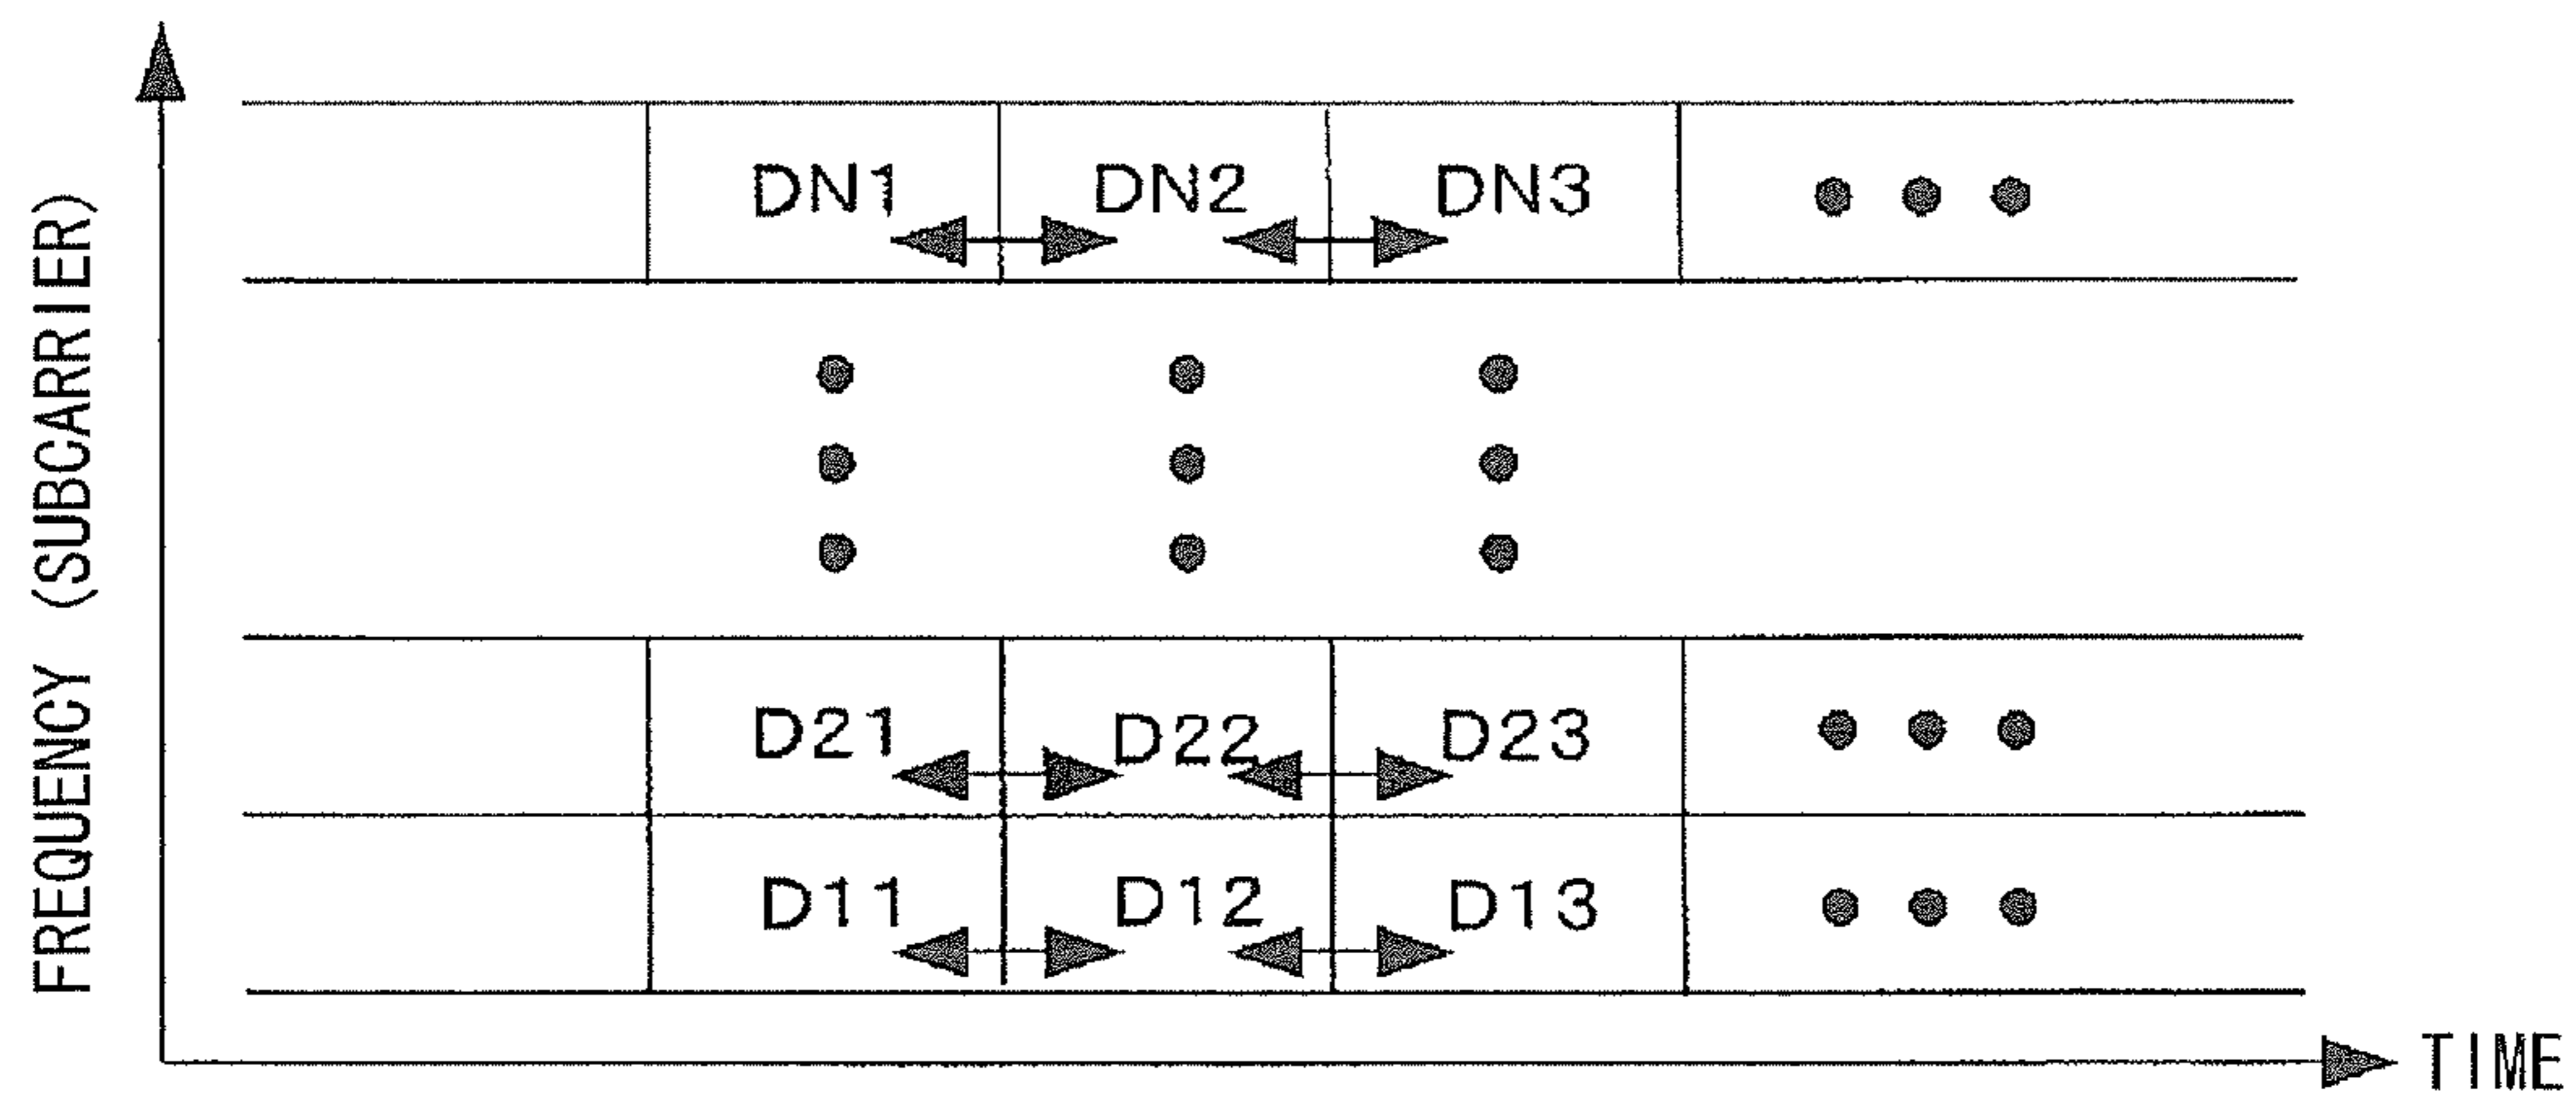 FREQUENCY (SUBCARRIER)
DN1 DN2 DN3
D21 D22 D23
D11 D12 D13
TIME